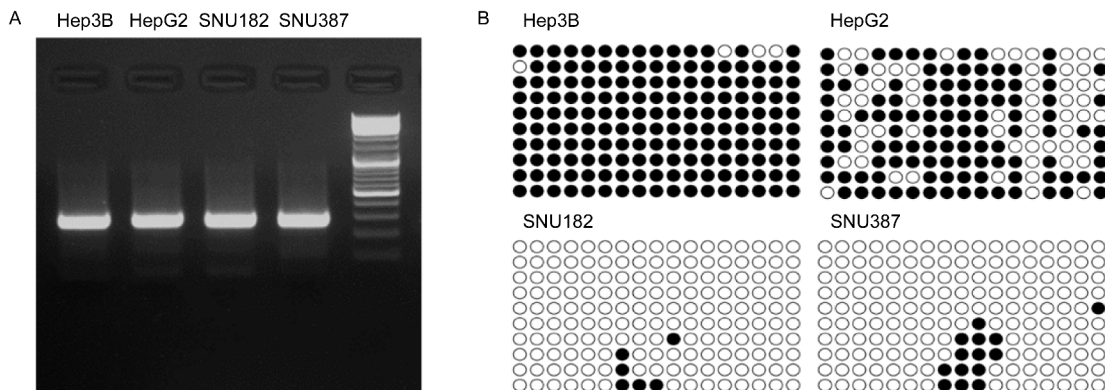 A
Hep3B HepG2 SNU182 SNU387
B
Hep3B
HepG2
SNU182
SNU387